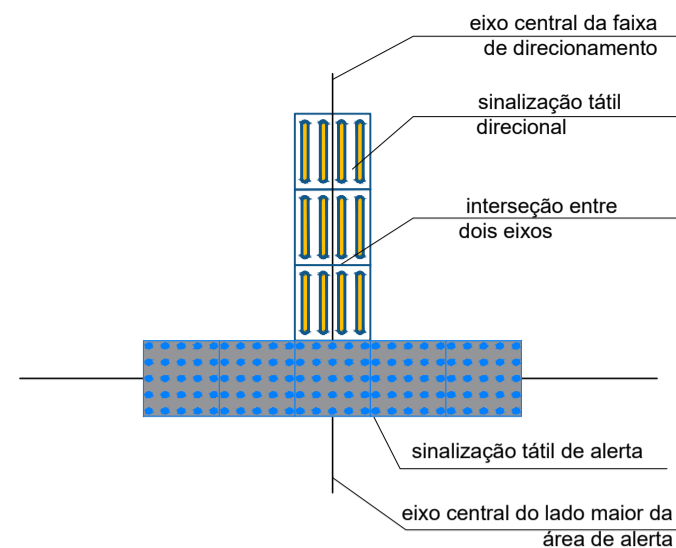 eixo central da faixa
de direcionamento
sinalização tátil
direcional
interseção entre
dois eixos
sinalização tátil de alerta
eixo central do lado maior da
área de alerta